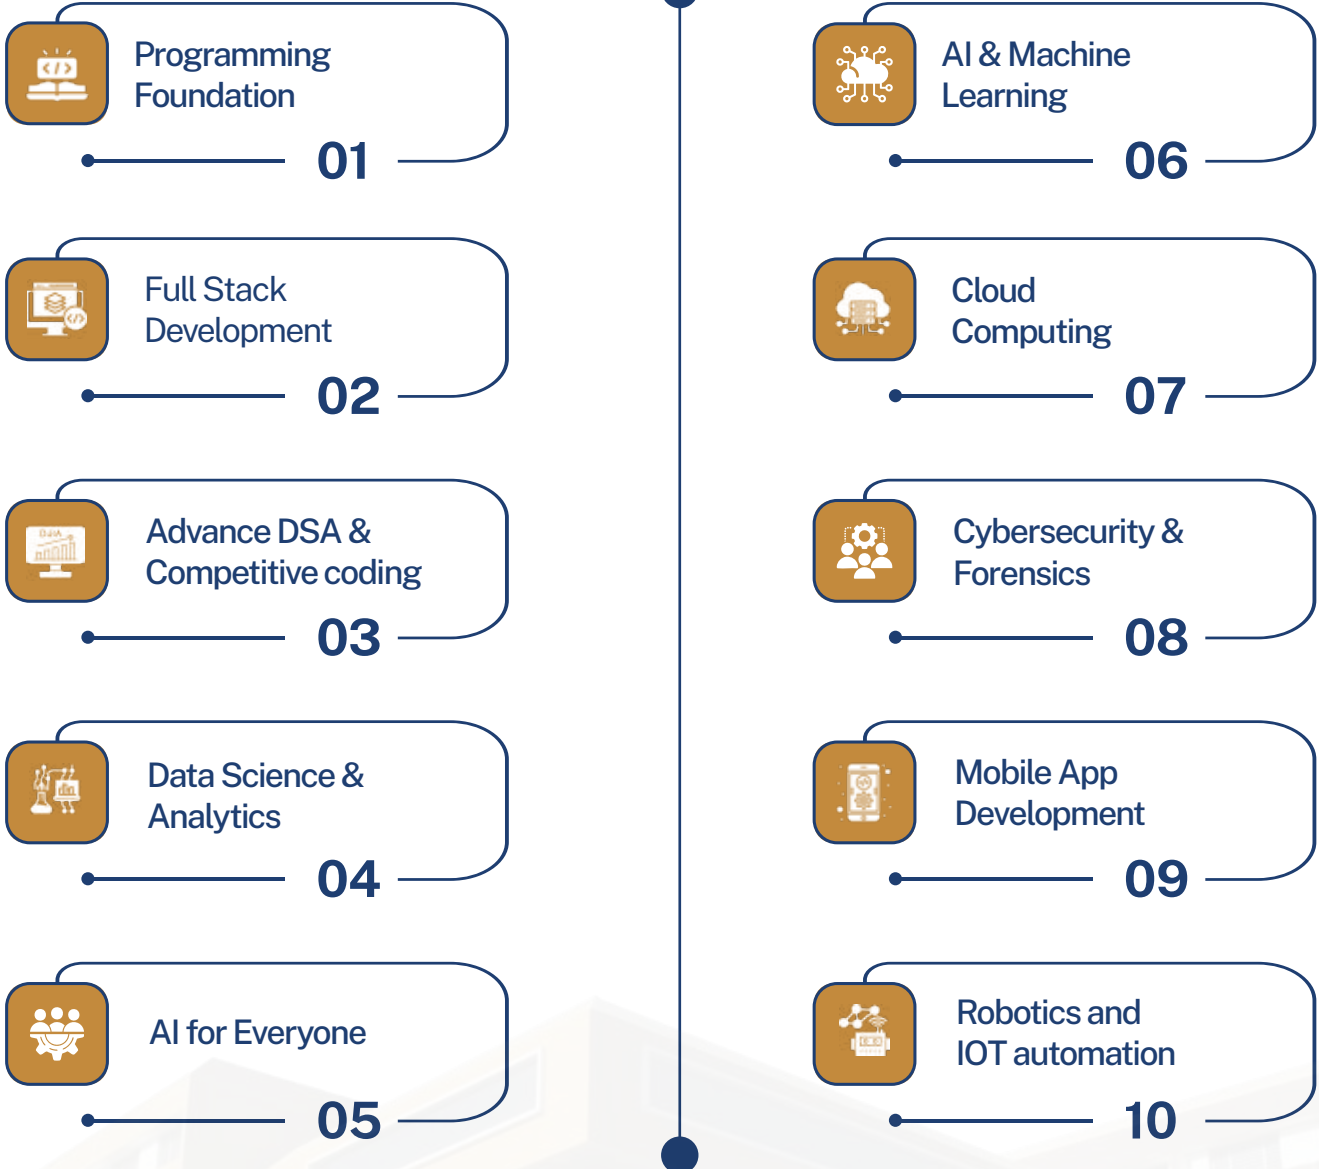 Programming
Foundation
01
Full Stack
Development
02
Advance DSA &
Competitive coding
03
Data Science &
Analytics
04
AI for Everyone
05
AI & Machine
Learning
06
Cloud
Computing
07
Cybersecurity &
Forensics
08
Mobile App
Development
09
Robotics and
IOT automation
10